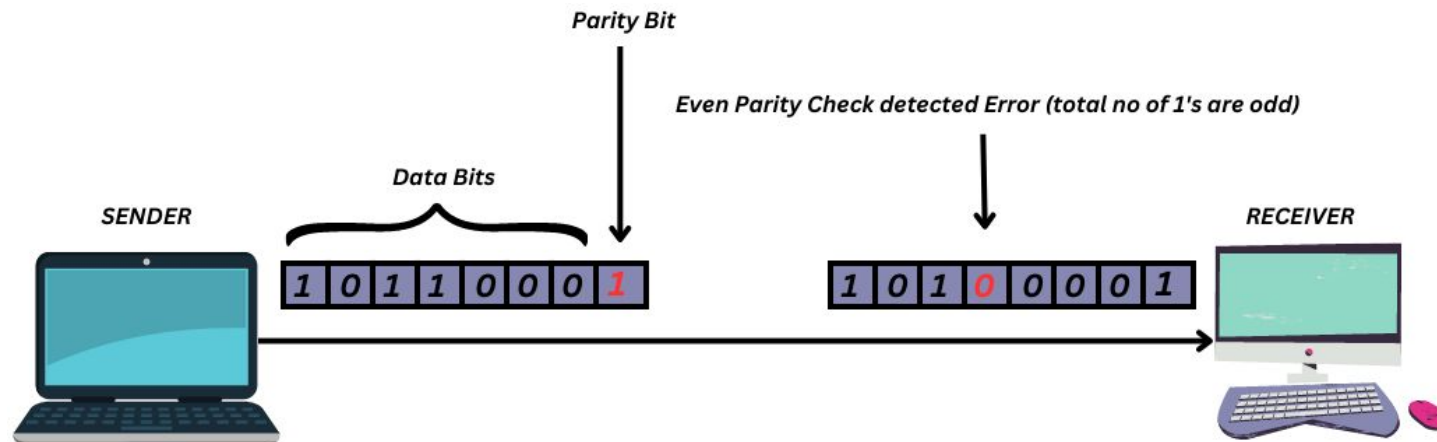 Parity Bit
Even Parity Check detected Error (total no of 1's are odd)
Data Bits
SENDER
RECEIVER
1 0 1 1 0 0 0 1
1 0 1 0 0 0 0 1